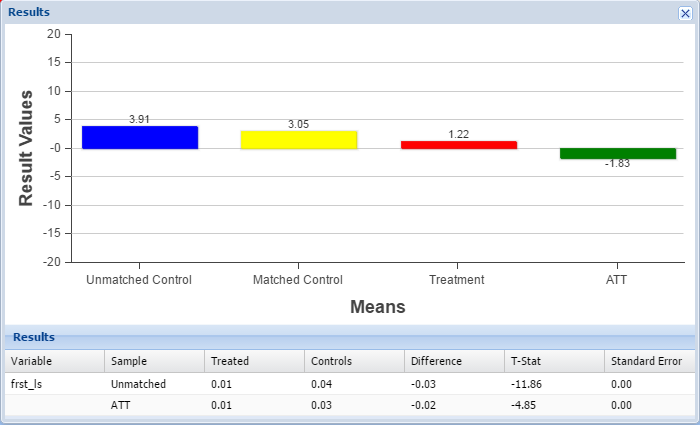 Results
20
15
10
5
-0
-5
-10
-15
-20
Result Values
3.91
3.05
1.22
-1.83
Unmatched Control Matched Control Treatment ATT
Means
Results
Variable Sample Treated Controls Difference T-Stat Standard Error
frst_ls Unmatched 0.01 0.04 -0.03 -11.86 0.00
ATT 0.01 0.03 -0.02 -4.85 0.00